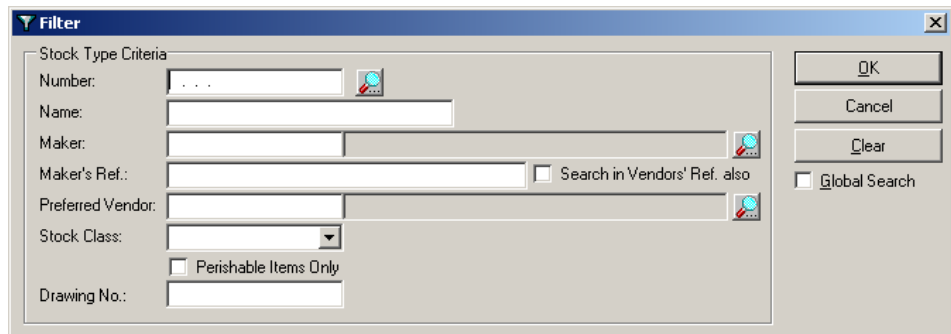 Filter
Stock Type Criteria
Number: . . .
OK
Name:
Cancel
Maker:
Clear
Maker's Ref.: Search in Vendors' Ref. also
Global Search
Preferred Vendor:
Stock Class:
Perishable Items Only
Drawing No.: